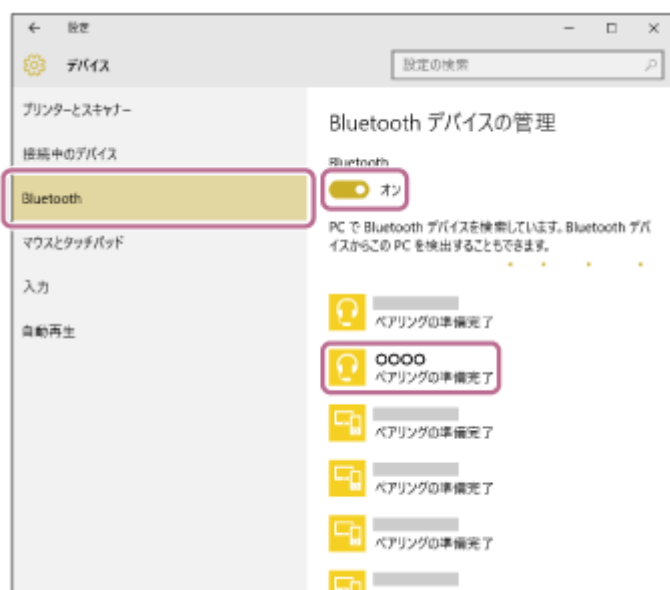 設定
デバイス
設定の検索
プリンターとスキャナー
接続中のデバイス
Bluetooth
マウスとタッチパッド
入力
自動再生
Bluetooth デバイスの管理
Bluetooth
オン
PC で Bluetooth デバイスを検索しています。Bluetooth デバ
イスからこの PC を検出することもできます。
ペアリングの準備完了
OOOO
ペアリングの準備完了
ペアリングの準備完了
ペアリングの準備完了
ペアリングの準備完了